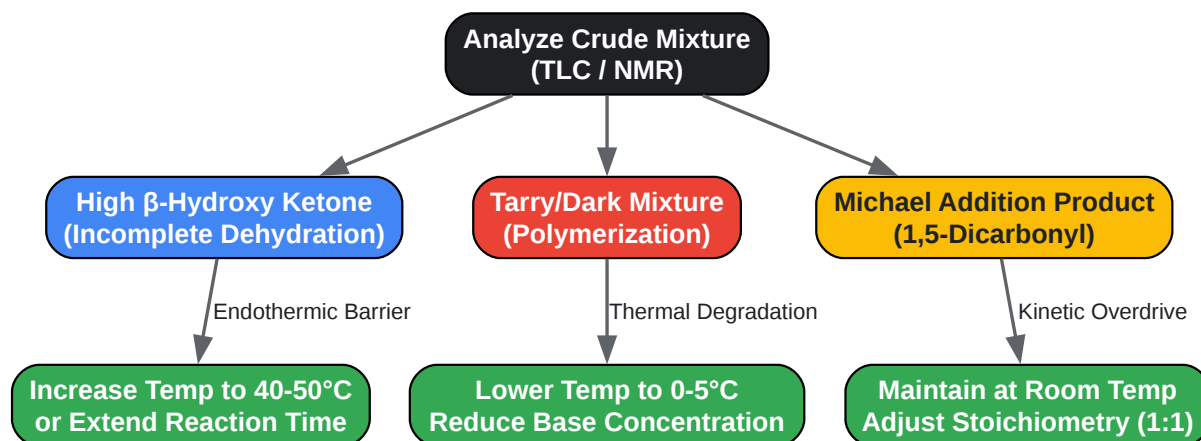 Analyze Crude Mixture
(TLC / NMR)
High β-Hydroxy Ketone
(Incomplete Dehydration)
Tarry/Dark Mixture
(Polymerization)
Michael Addition Product
(1,5-Dicarbonyl)
Endothermic Barrier
Thermal Degradation
Kinetic Overdrive
Increase Temp to 40-50°C
or Extend Reaction Time
Lower Temp to 0-5°C
Reduce Base Concentration
Maintain at Room Temp
Adjust Stoichiometry (1:1)